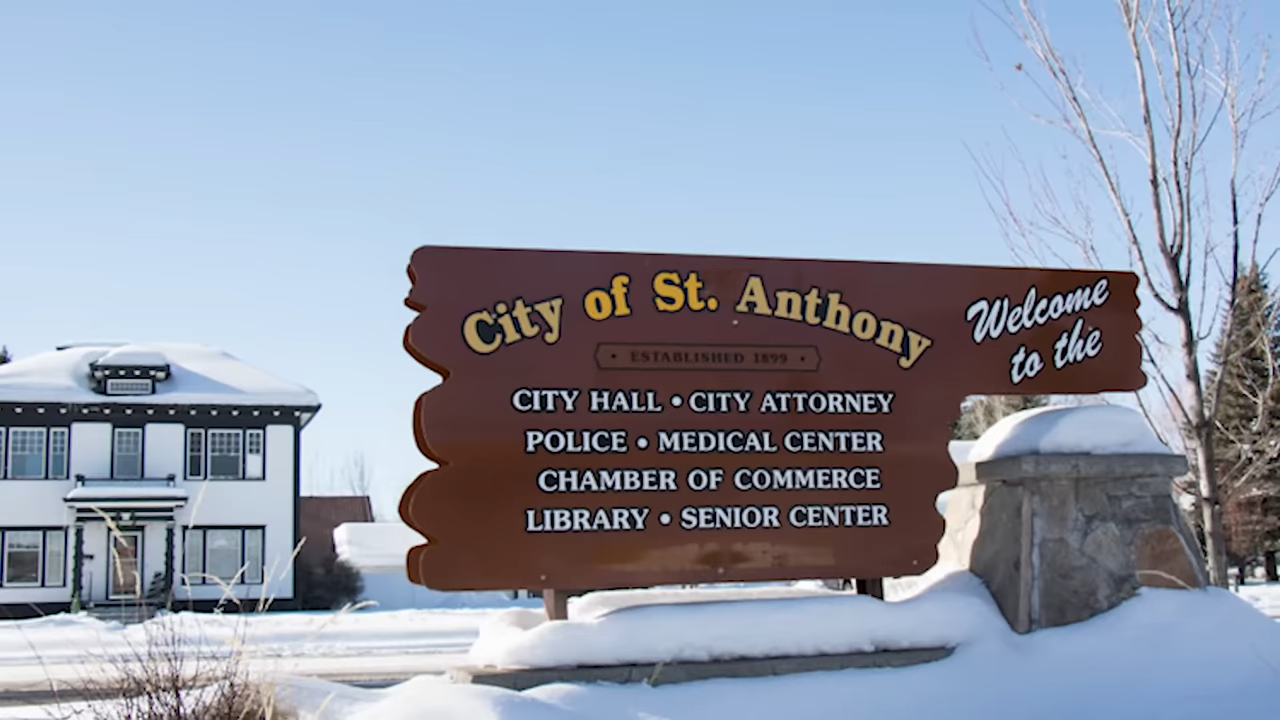 Welcome
to the
City of St. Anthony
• ESTABLISHED 1899 •
CITY HALL • CITY ATTORNEY
POLICE • MEDICAL CENTER
CHAMBER OF COMMERCE
LIBRARY • SENIOR CENTER